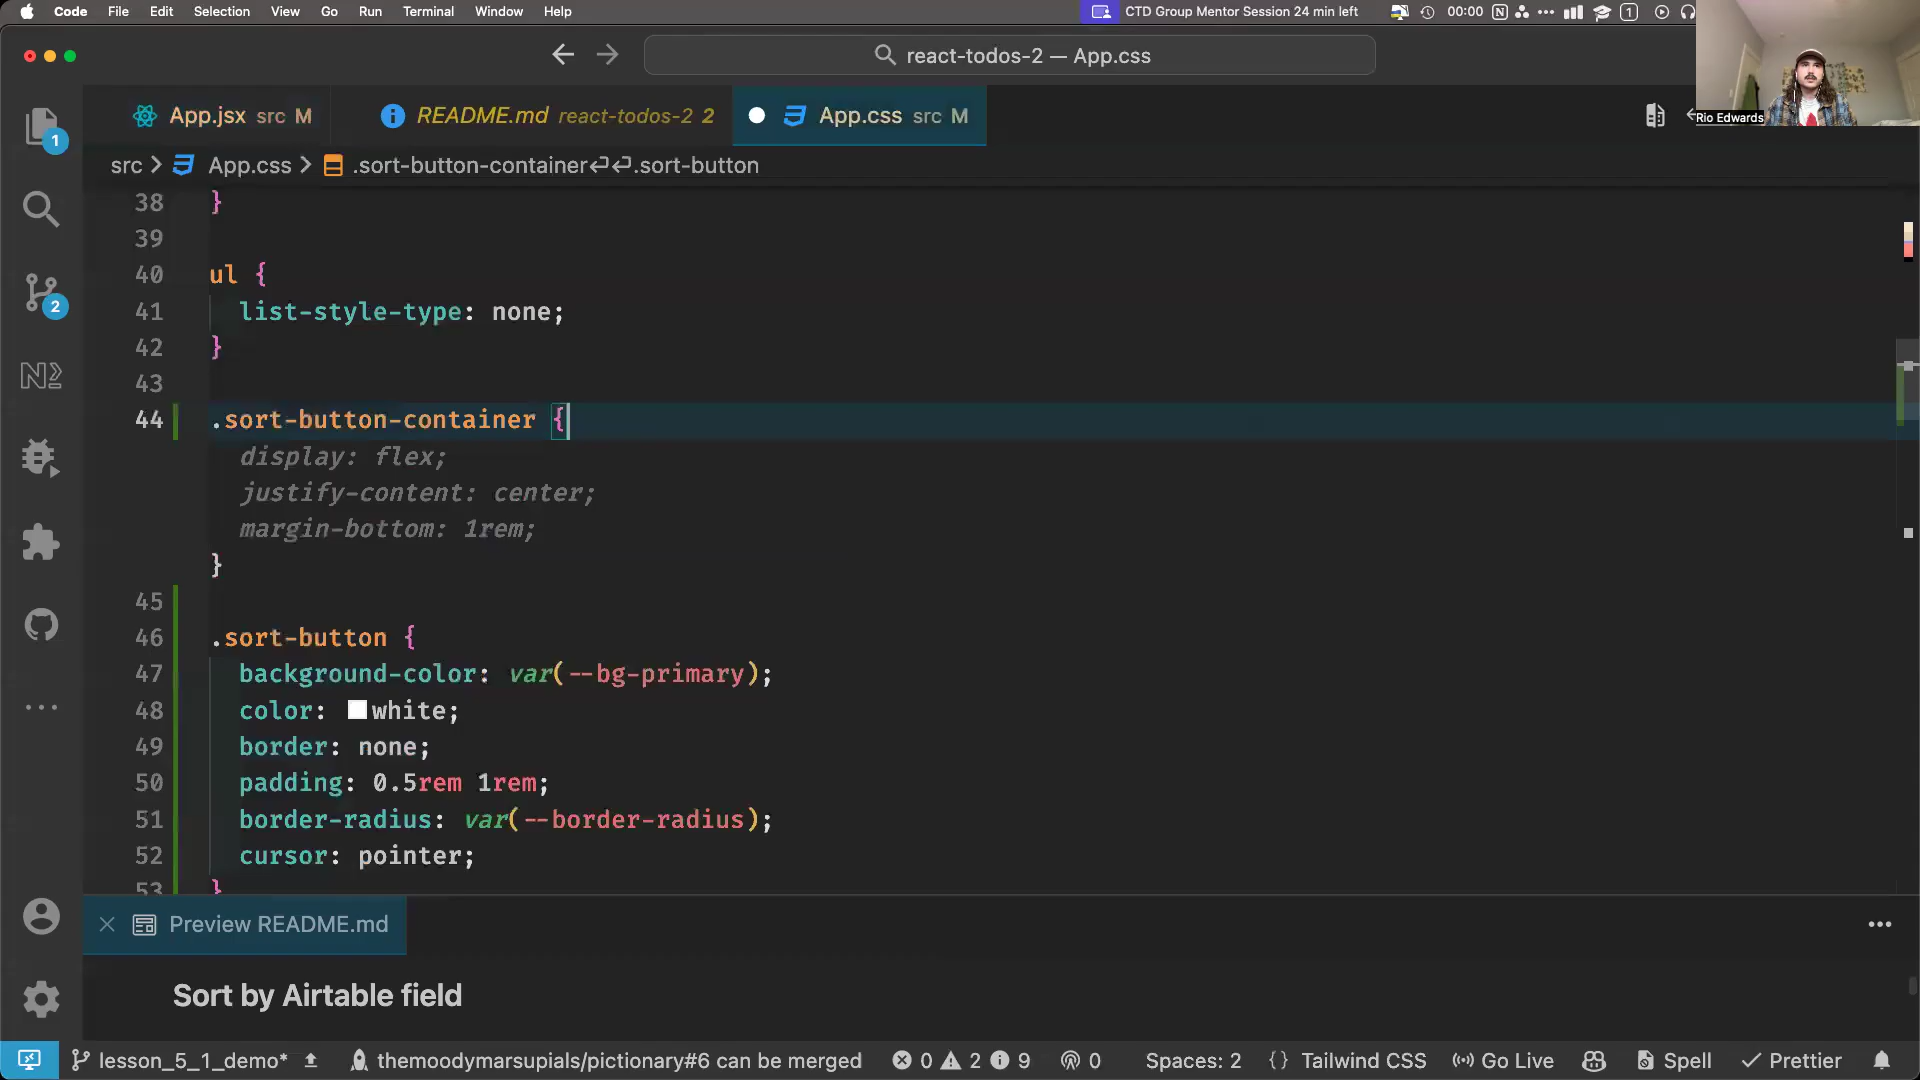 Code File Edit Selection View Go Run Terminal Window Help
CTD Group Mentor Session 24 min left
00:00
1
react-todos-2 — App.css
Rio Edwards
App.jsx src M
README.md react-todos-2 2
App.css src M
src > App.css > .sort-button-container↵↵.sort-button
1
2
38 }
39
40 ul {
41 list-style-type: none;
42 }
43
44 .sort-button-container {
display: flex;
justify-content: center;
margin-bottom: 1rem;
}
45
46 .sort-button {
47 background-color: var(--bg-primary);
48 color: white;
49 border: none;
50 padding: 0.5rem 1rem;
51 border-radius: var(--border-radius);
52 cursor: pointer;
53 }
Preview README.md
Sort by Airtable field
lesson_5_1_demo* themoodymarsupials/pictionary#6 can be merged 0 2 9 0 Spaces: 2 {} Tailwind CSS Go Live Spell Prettier